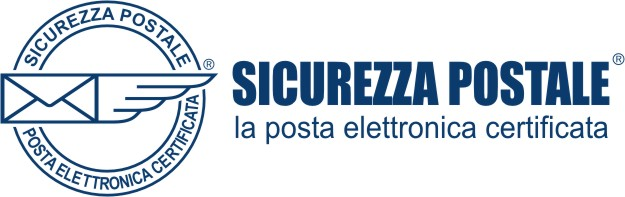 SICUREZZA POSTALE
®
POSTA ELETTRONICA CERTIFICATA
SICUREZZA POSTALE®
la posta elettronica certificata